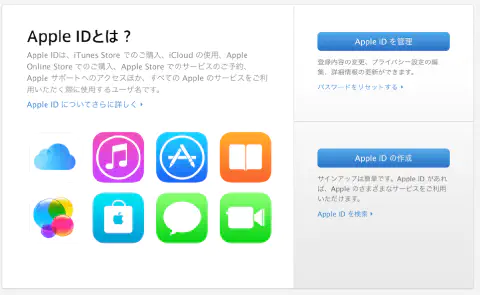 Apple IDとは？
Apple IDは、iTunes Store でのご購入、iCloud の使用、Apple
Online Store でのご購入、Apple Store でのサービスのご予約、
Apple サポートへのアクセスほか、すべての Apple のサービスをご利
用いただく際に使用するユーザ名です。
Apple ID についてさらに詳しく
Apple ID を管理
登録内容の変更、プライバシー設定の編
集、詳細情報の更新ができます。
パスワードをリセットする
Apple ID の作成
サインアップは簡単です。Apple ID があれ
ば、Apple のさまざまなサービスをご利用
いただけます。
Apple ID を検索